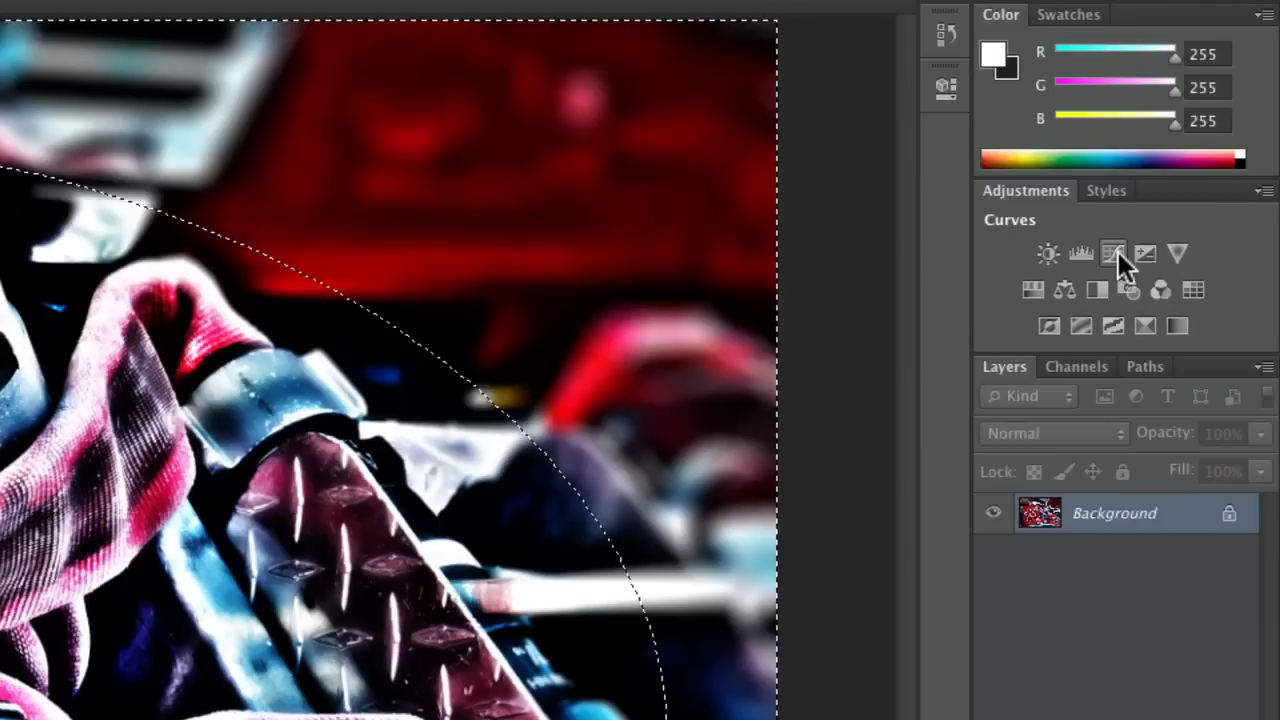 Color Swatches
R 255
G 255
B 255
Adjustments Styles
Curves
Layers Channels Paths
Kind
Normal Opacity: 100%
Lock: Fill: 100%
Background